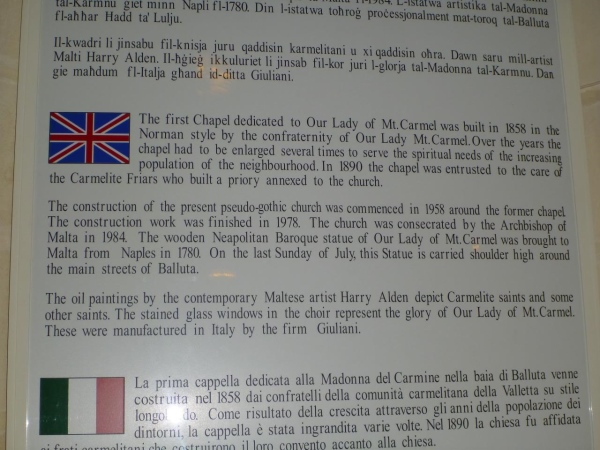 tal-Karmnu ġiet minn Napli fl-1780. Din l-istatwa toħroġ proċessjonalment mat-toroq tal-Balluta
fl-aħħar Hadd ta' Lulju.
Il-kwadri li jinsabu fil-knisja juru qaddisin karmelitani u xi qaddisin oħra. Dawn saru mill-artist
Malti Harry Alden. Il-ħġieġ ikkuluriet li jinsab fil-kor juri l-glorja tal-Madonna tal-Karmnu. Dan
ġie maħdum fl-Italja għand id-ditta Giuliani.
The first Chapel dedicated to Our Lady of Mt.Carmel was built in 1858 in the
Norman style by the confraternity of Our Lady Mt.Carmel.Over the years the
chapel had to be enlarged several times to serve the spiritual needs of the increasing
population of the neighbourhood. In 1890 the chapel was entrusted to the care of
the Carmelite Friars who built a priory annexed to the church.
The construction of the present pseudo-gothic church was commenced in 1958 around the former chapel.
The construction work was finished in 1978. The church was consecrated by the Archbishop of
Malta in 1984. The wooden Neapolitan Baroque statue of Our Lady of Mt.Carmel was brought to
Malta from Naples in 1780. On the last Sunday of July, this Statue is carried shoulder high around
the main streets of Balluta.
The oil paintings by the contemporary Maltese artist Harry Alden depict Carmelite saints and some
other saints. The stained glass windows in the choir represent the glory of Our Lady of Mt.Carmel.
These were manufactured in Italy by the firm Giuliani.
La prima cappella dedicata alla Madonna del Carmine nella baia di Balluta venne
costruita nel 1858 dai confratelli della comunità carmelitana della Valletta su stile
Come risultato della crescita attraverso gli anni della popolazione dei
dintorni, la cappella è stata ingrandita varie volte. Nel 1890 la chiesa fu affidata
ai frati carmelitani che costruirono il loro convento accanto alla chiesa.